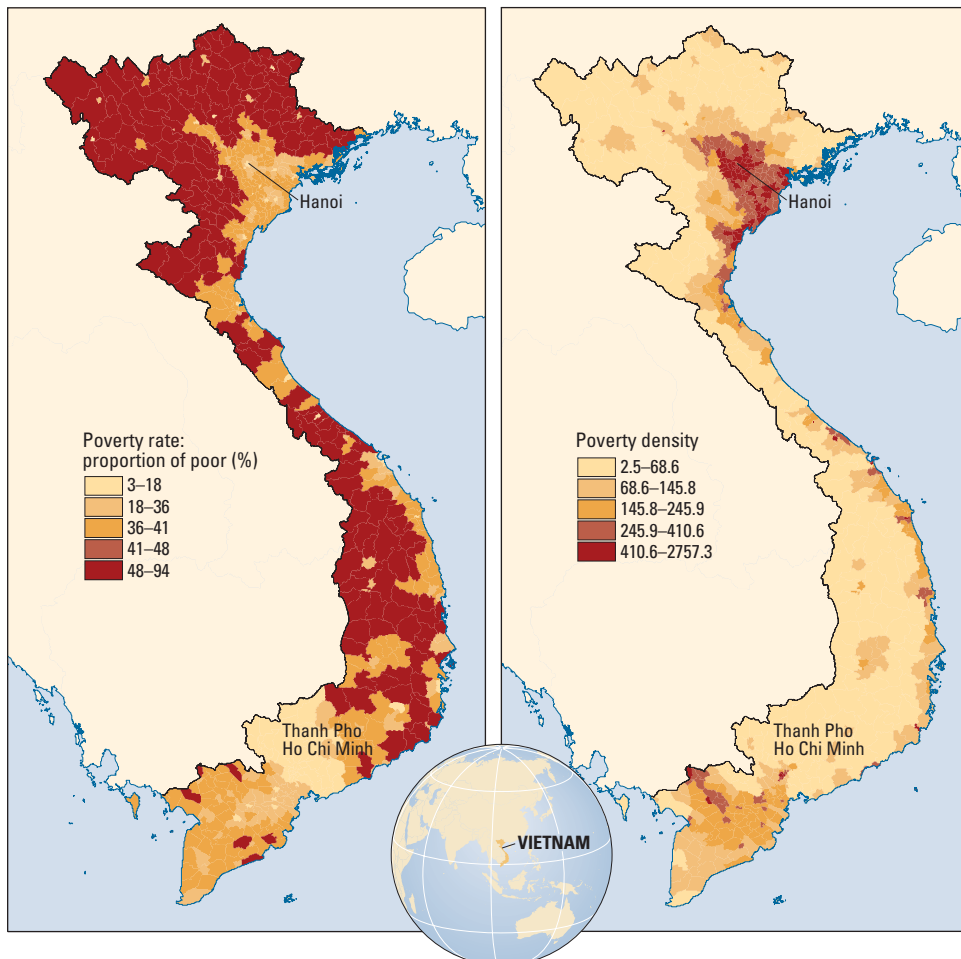 Hanoi
Poverty rate:
proportion of poor (%)
3–18
18–36
36–41
41–48
48–94
Thanh Pho
Ho Chi Minh
Hanoi
Poverty density
2.5–68.6
68.6–145.8
145.8–245.9
245.9–410.6
410.6–2757.3
Thanh Pho
Ho Chi Minh
VIETNAM